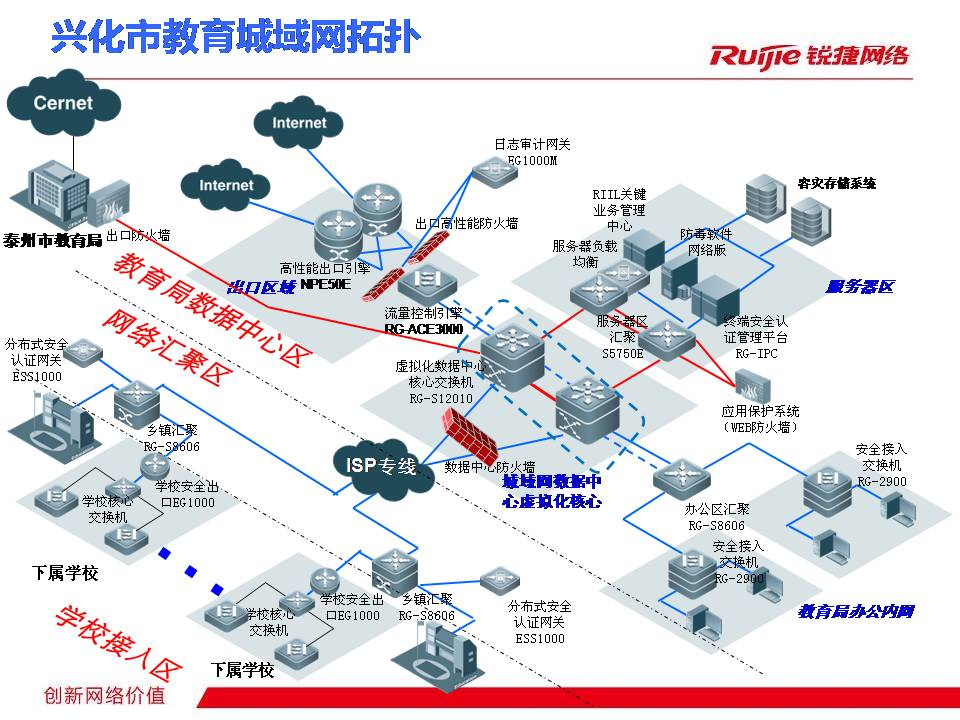 兴化市教育城域网拓扑
Ruijie 锐捷网络
Cernet
Internet
Internet
日志审计网关
EG1000M
RIIL关键
业务管理
中心
容灾存储系统
泰州市教育局
出口防火墙
出口高性能防火墙
防毒软件
网络版
服务器负载
均衡
高性能出口引擎
NPE50E
出口区域
服务器区
教育局数据中心区
流量控制引擎
RG-ACE3000
服务器区
汇聚
S5750E
终端安全认
证管理平台
RG-IPC
网络汇聚区
分布式安全
认证网关
ESS1000
虚拟化数据中心
核心交换机
RG-S12010
应用保护系统
(WEB防火墙)
乡镇汇聚
RG-S8606
ISP专线
数据中心防火墙
城域网数据中
心虚拟化核心
安全接入
交换机
RG-2900
学校安全出
口EG1000
学校核心
交换机
办公区汇聚
RG-S8606
安全接入
交换机
RG-2900
下属学校
学校核心
交换机
学校安全出
口EG1000
乡镇汇聚
RG-S8606
分布式安全
认证网关
ESS1000
教育局办公内网
学校接入区
下属学校
创新网络价值